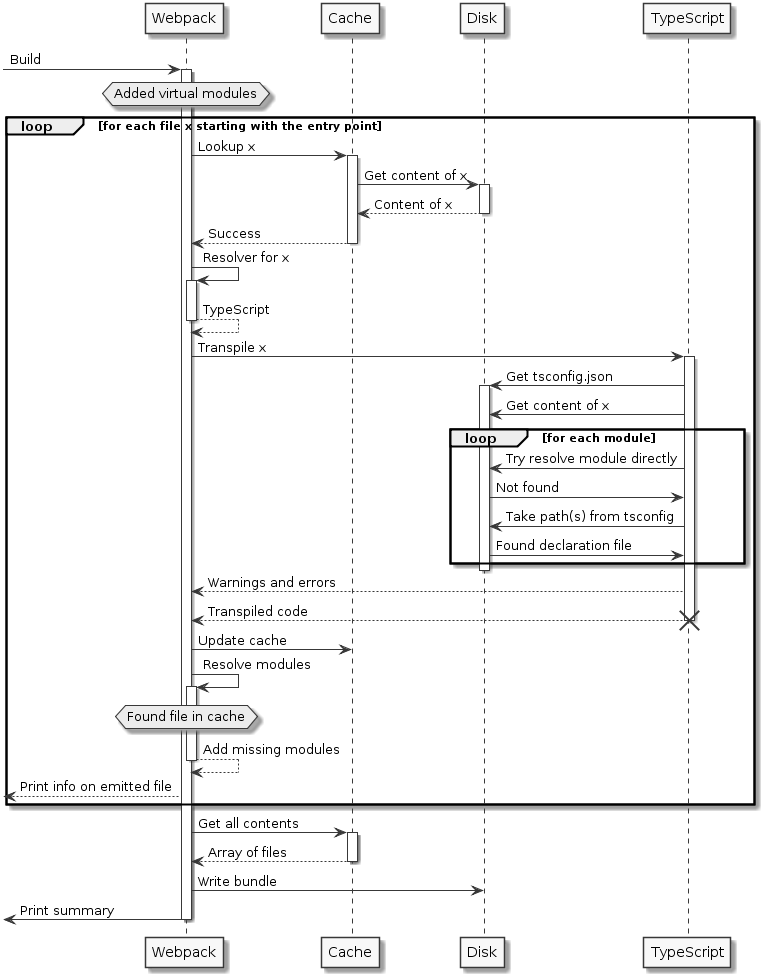 Webpack Cache Disk TypeScript
Build
Added virtual modules
loop [for each file x starting with the entry point]
Lookup x
Get content of x
Content of x
Success
Resolver for x
TypeScript
Transpile x
Get tsconfig.json
Get content of x
loop [for each module]
Try resolve module directly
Not found
Take path(s) from tsconfig
Found declaration file
Warnings and errors
Transpiled code
Update cache
Resolve modules
Found file in cache
Add missing modules
Print info on emitted file
Get all contents
Array of files
Write bundle
Print summary
Webpack Cache Disk TypeScript